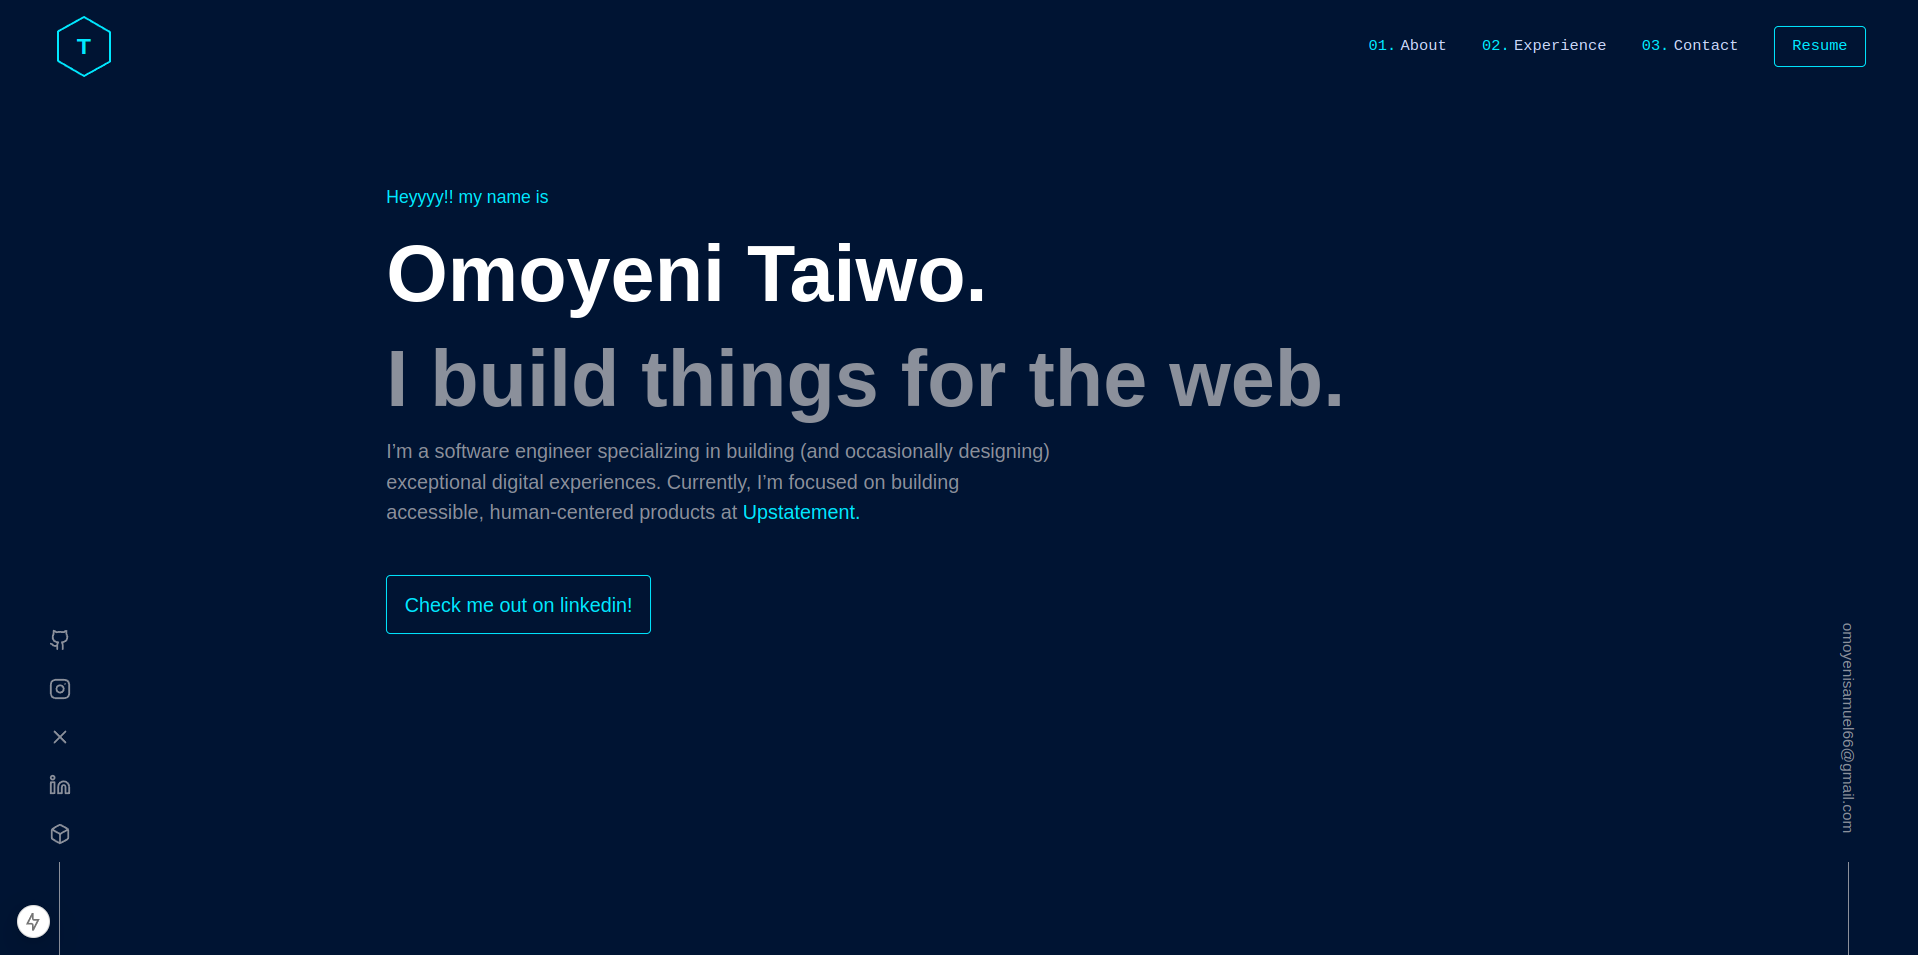 T
01. About 02. Experience 03. Contact Resume
Heyyyy!! my name is
Omoyeni Taiwo.
I build things for the web.
I’m a software engineer specializing in building (and occasionally designing)
exceptional digital experiences. Currently, I’m focused on building
accessible, human-centered products at Upstatement.
Check me out on linkedin!
omoyenisamuel66@gmail.com